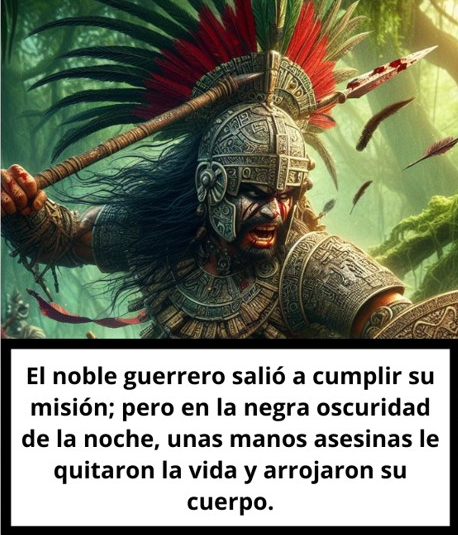 El noble guerrero salió a cumplir su
misión; pero en la negra oscuridad
de la noche, unas manos asesinas le
quitaron la vida y arrojaron su
cuerpo.